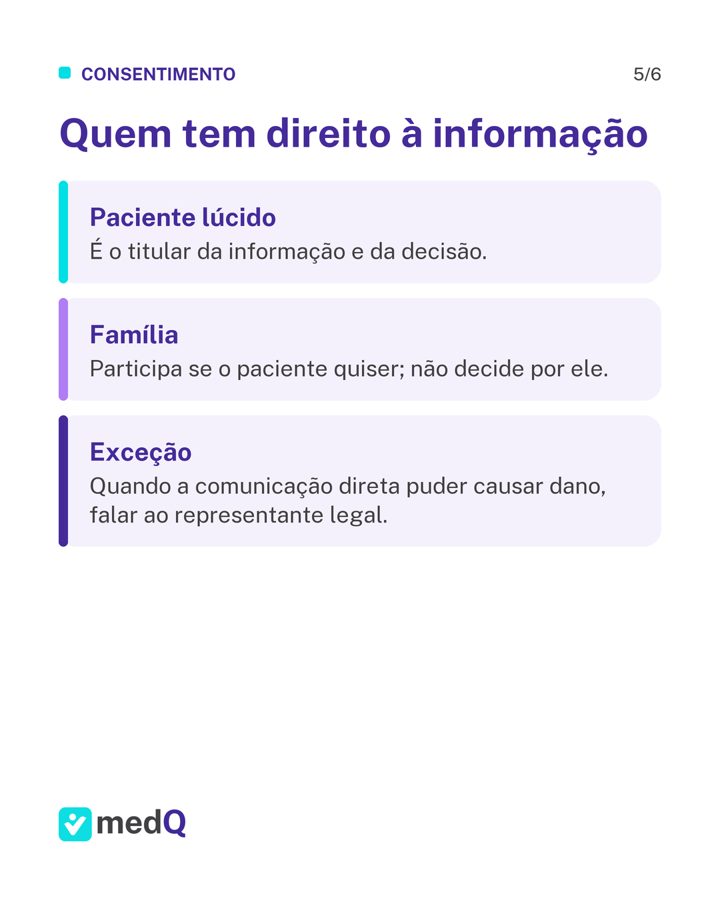 CONSENTIMENTO
5/6
Quem tem direito à informação
Paciente lúcido
É o titular da informação e da decisão.
Família
Participa se o paciente quiser; não decide por ele.
Exceção
Quando a comunicação direta puder causar dano,
falar ao representante legal.
medQ